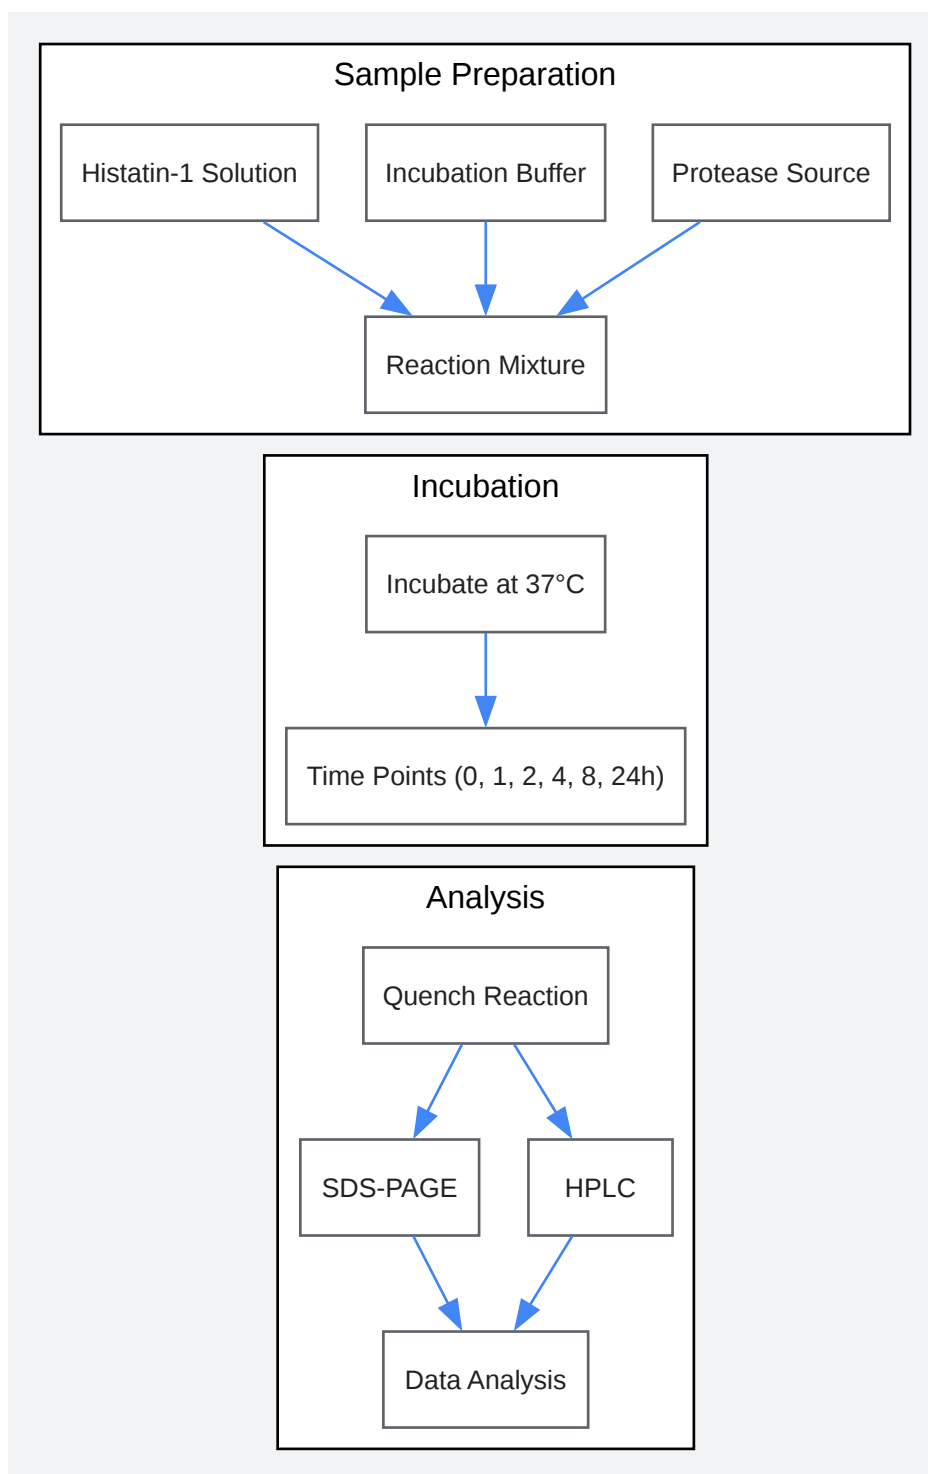 Sample Preparation
Histatin-1 Solution
Incubation Buffer
Protease Source
Reaction Mixture
Incubation
Incubate at 37°C
Time Points (0, 1, 2, 4, 8, 24h)
Analysis
Quench Reaction
SDS-PAGE
HPLC
Data Analysis